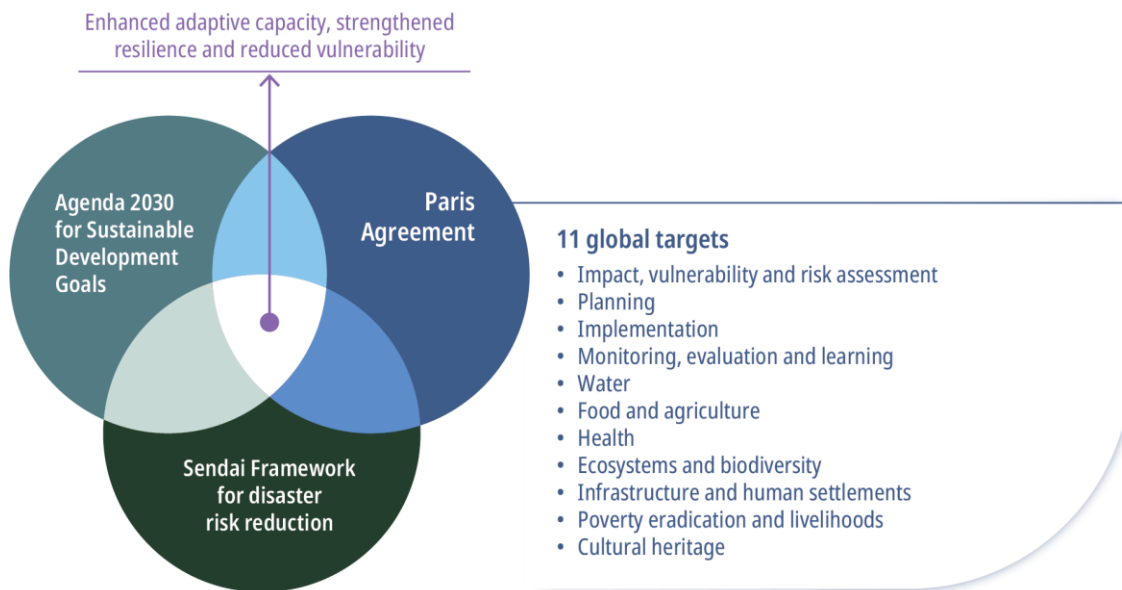 Enhanced adaptive capacity, strengthened
resilience and reduced vulnerability
Agenda 2030
for Sustainable
Development
Goals
Paris
Agreement
Sendai Framework
for disaster
risk reduction
11 global targets
• Impact, vulnerability and risk assessment
• Planning
• Implementation
• Monitoring, evaluation and learning
• Water
• Food and agriculture
• Health
• Ecosystems and biodiversity
• Infrastructure and human settlements
• Poverty eradication and livelihoods
• Cultural heritage